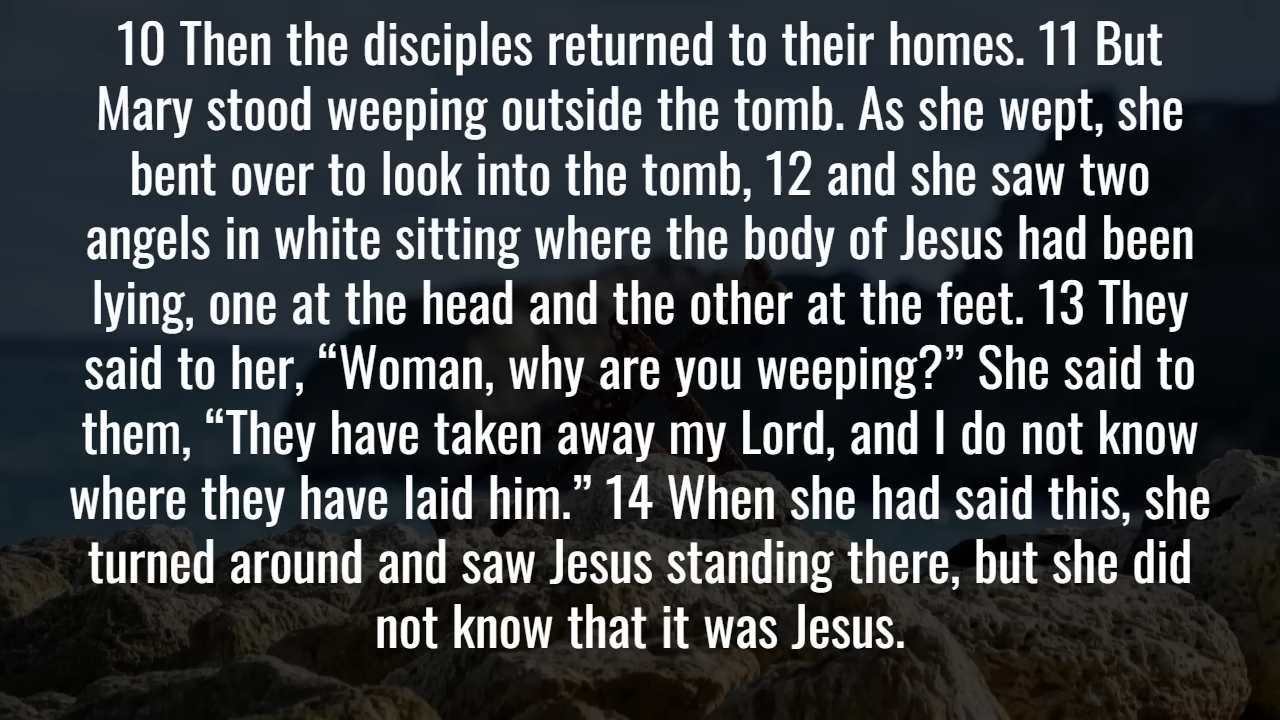 10 Then the disciples returned to their homes. 11 But
Mary stood weeping outside the tomb. As she wept, she
bent over to look into the tomb, 12 and she saw two
angels in white sitting where the body of Jesus had been
lying, one at the head and the other at the feet. 13 They
said to her, “Woman, why are you weeping?” She said to
them, “They have taken away my Lord, and I do not know
where they have laid him.” 14 When she had said this, she
turned around and saw Jesus standing there, but she did
not know that it was Jesus.